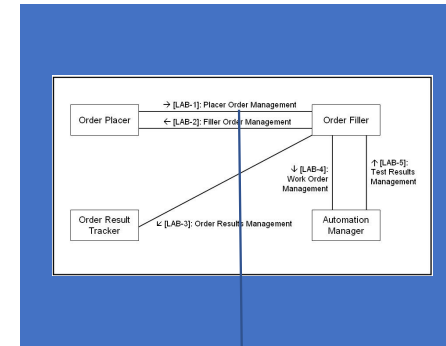 → [LAB-1]: Placer Order Management
Order Placer
← [LAB-2]: Filler Order Management
Order Filler
↓ [LAB-4]:
Work Order
Management
↑ [LAB-5]:
Test Results
Management
Order Result
Tracker
↙ [LAB-3]: Order Results Management
Automation
Manager